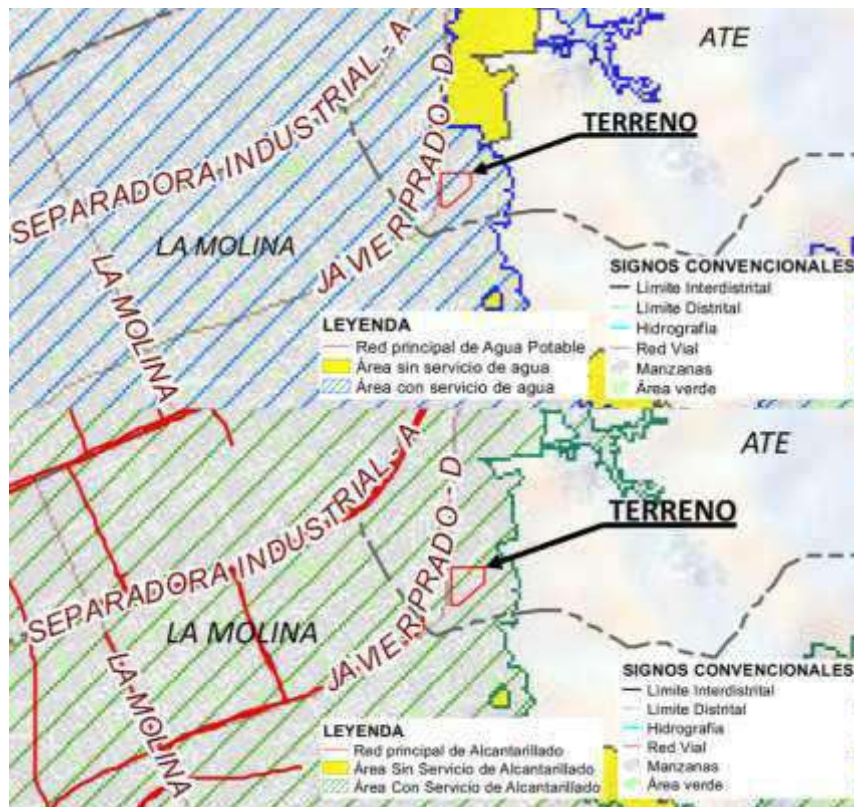 ATE
TERRENO
SEPARADORA INDUSTRIAL - A
JAVIER PRADO - D
LA MOLINA
LA MOLINA
SIGNOS CONVENCIONALES
Limite Interdistrital
Limite Distrital
Hidrografía
Red Vial
Manzanas
Área verde
LEYENDA
Red principal de Agua Potable
Área sin servicio de agua
Área con servicio de agua
ATE
TERRENO
SEPARADORA INDUSTRIAL - A
JAVIER PRADO - D
LA MOLINA
LA MOLINA
SIGNOS CONVENCIONALES
Limite Interdistrital
Limite Distrital
Hidrografía
Red Vial
Manzanas
Área verde
LEYENDA
Red principal de Alcantarillado
Área Sin Servicio de Alcantarillado
Área Con Servicio de Alcantarillado